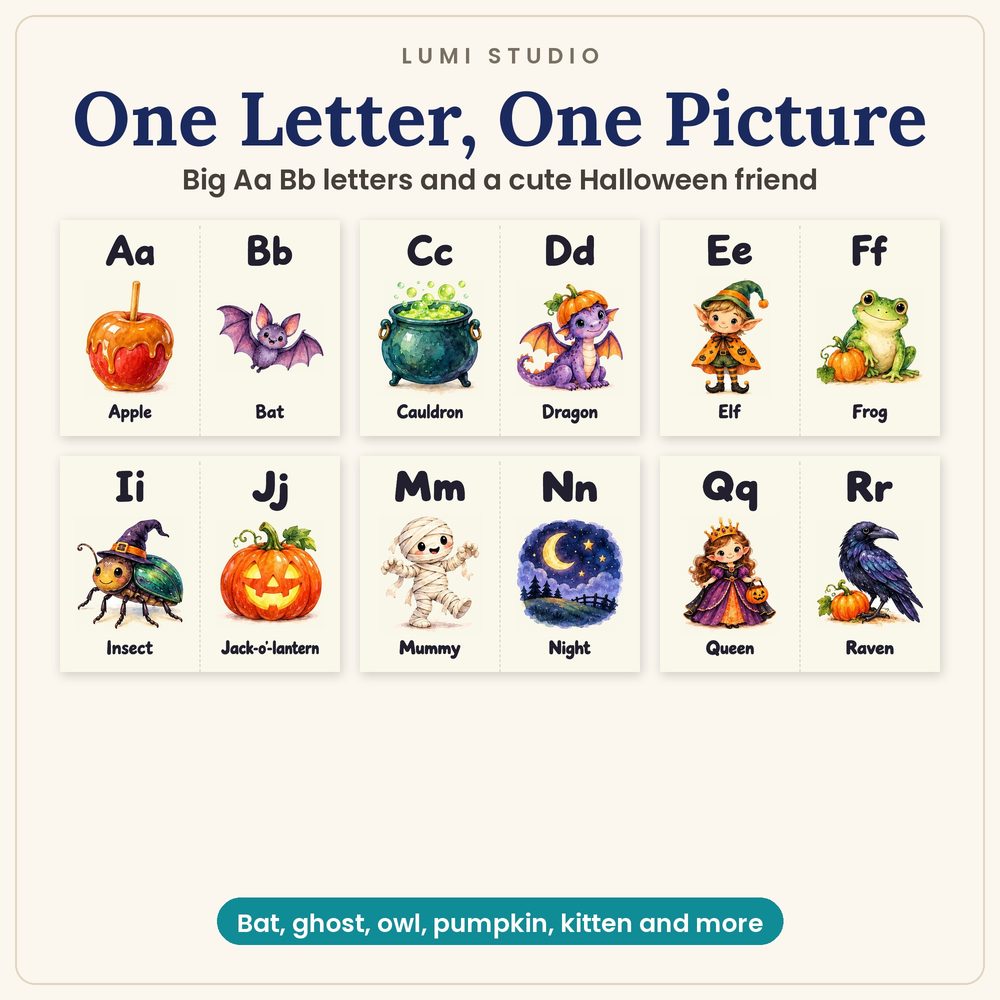 LUMI STUDIO
One Letter, One Picture
Big Aa Bb letters and a cute Halloween friend
Aa
Bb
Cc
Dd
Ee
Ff
Apple
Bat
Cauldron
Dragon
Elf
Frog
Ii
Jj
Mm
Nn
Qq
Rr
Insect
Jack-o'-lantern
Mummy
Night
Queen
Raven
Bat, ghost, owl, pumpkin, kitten and more